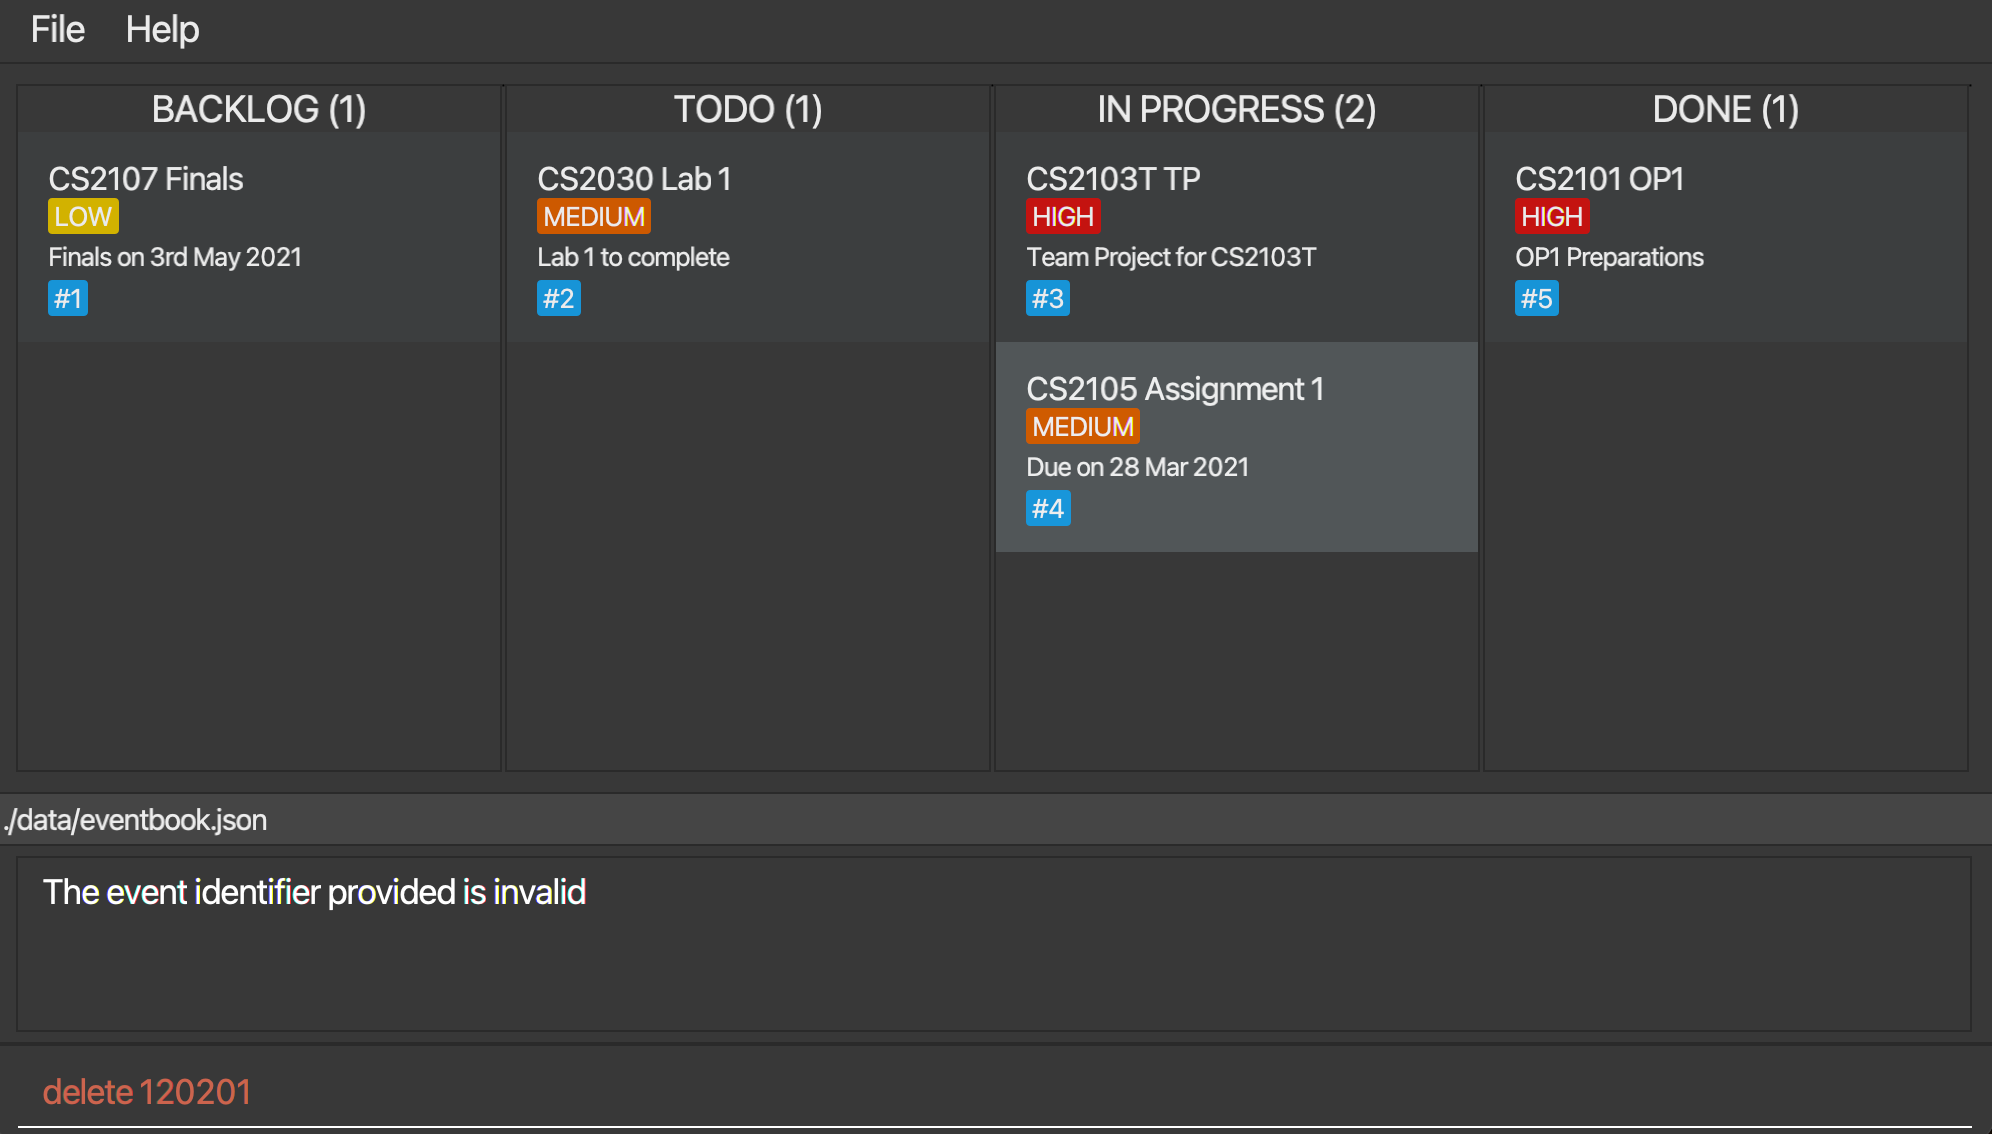 File Help
BACKLOG (1)
CS2107 Finals
LOW
Finals on 3rd May 2021
#1
TODO (1)
CS2030 Lab 1
MEDIUM
Lab 1 to complete
#2
IN PROGRESS (2)
CS2103T TP
HIGH
Team Project for CS2103T
#3
CS2105 Assignment 1
MEDIUM
Due on 28 Mar 2021
#4
DONE (1)
CS2101 OP1
HIGH
OP1 Preparations
#5
./data/eventbook.json
The event identifier provided is invalid
delete 120201